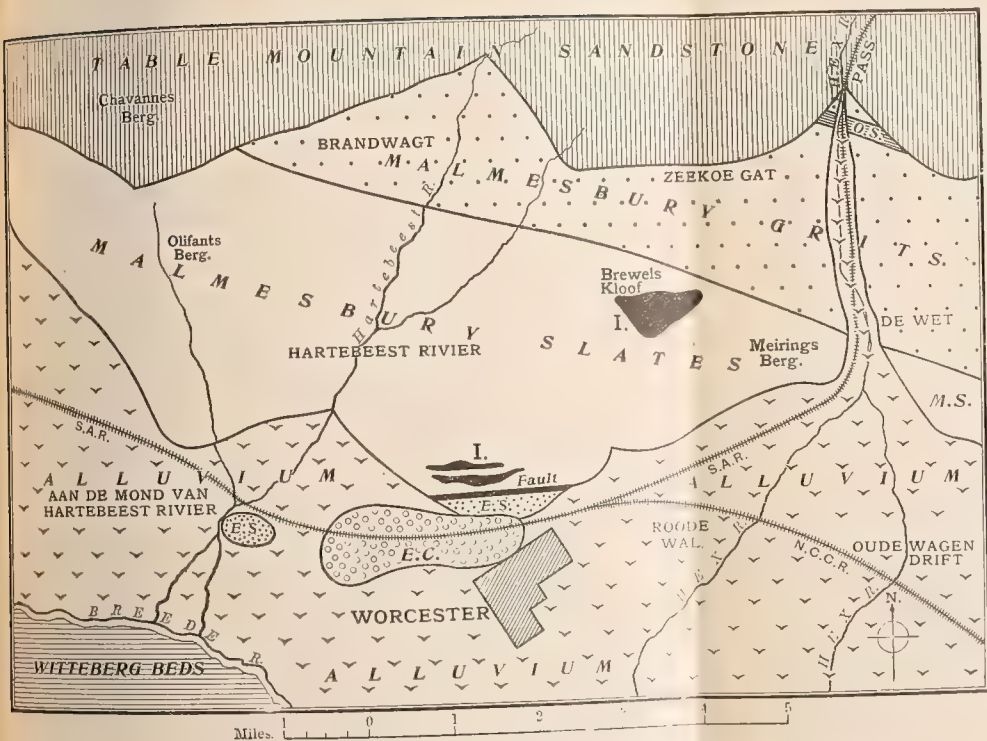 TABLE MOUNTAIN SANDSTONE
HEX R.
PASS
Chavannes
Berg.
O.S.
BRANDWAGT
MALMESBURY GRITS.
ZEEKOE GAT
Hartebeest R.
Olifants
Berg.
MALMESBURY SLATES
Brewels
Kloof
I.
DE WET
HARTEBEEST RIVIER
Meirings
Berg.
M.S.
S.A.R.
I.
Fault
S.A.R.
ALLUVIUM
E.S.
ALLUVIUM
AAN DE MOND VAN
HARTEBEEST RIVIER
E.S.
E.C.
ROODE
WAL.
HEX R.
N.C.C.R.
OUDE WAGEN
DRIFT
N.
BREEDE R.
WORCESTER
HEX R.
WITTEBERG BEDS
ALLUVIUM
Miles. 1 0 1 2 3 4 5